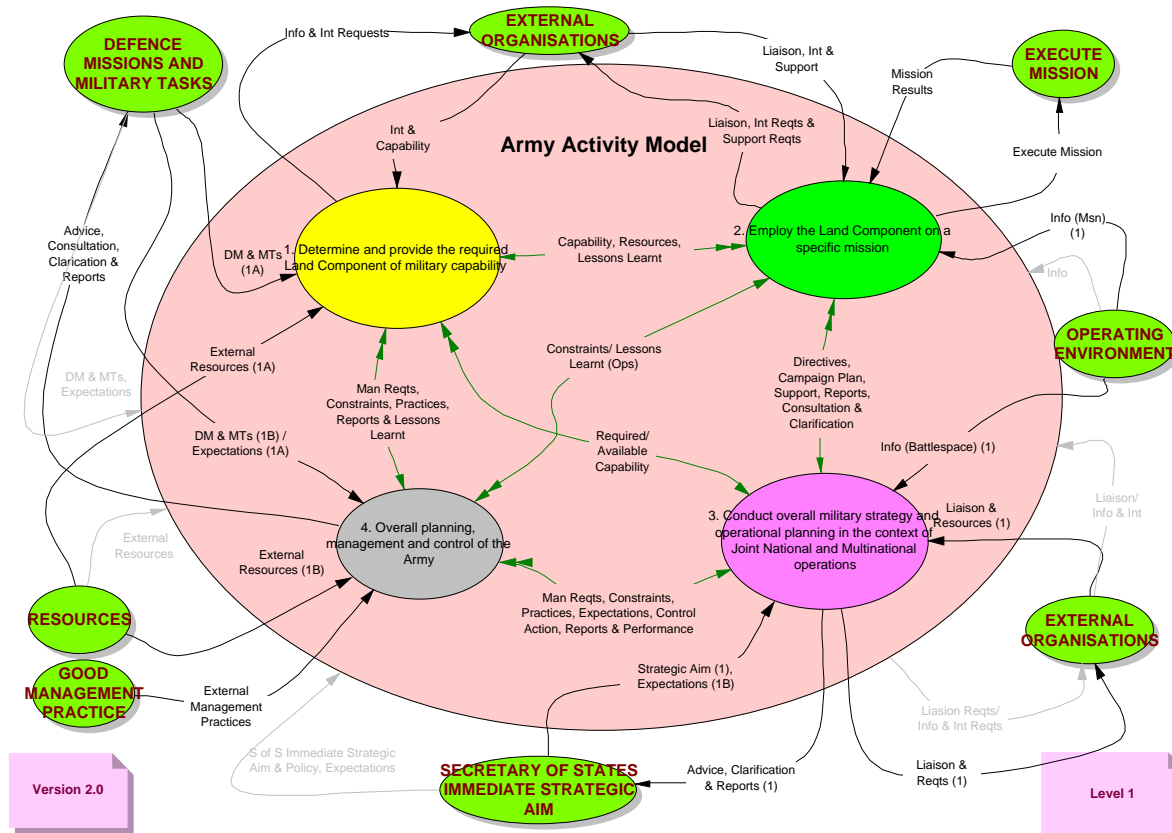 EXTERNAL
ORGANISATIONS
Info & Int Requests
DEFENCE
MISSIONS AND
MILITARY TASKS
Liaison, Int &
Support
EXECUTE
MISSION
Mission
Results
Int &
Capability
Liaison, Int Reqts &
Support Reqts
Army Activity Model
Execute Mission
Advice,
Consultation,
Clarication &
Reports
DM & MTs
(1A)
1. Determine and provide the required
Land Component of military capability
Capability, Resources,
Lessons Learnt
2. Employ the Land Component on a
specific mission
Info (Msn)
(1)
Info
OPERATING
ENVIRONMENT
External
Resources (1A)
Constraints/ Lessons
Learnt (Ops)
Directives,
Campaign Plan,
Support, Reports,
Consultation &
Clarification
DM & MTs,
Expectations
Man Reqts,
Constraints, Practices,
Reports & Lessons
Learnt
DM & MTs (1B) /
Expectations (1A)
Required/
Available
Capability
Info (Battlespace) (1)
Liaison/
Info & Int
Liaison &
Resources (1)
3. Conduct overall military strategy and
operational planning in the context of
Joint National and Multinational
operations
4. Overall planning,
management and control of the
Army
External
Resources
External
Resources (1B)
RESOURCES
Man Reqts, Constraints,
Practices, Expectations, Control
Action, Reports & Performance
EXTERNAL
ORGANISATIONS
GOOD
MANAGEMENT
PRACTICE
External
Management
Practices
Strategic Aim (1),
Expectations (1B)
Liasion Reqts/
Info & Int Reqts
S of S Immediate Strategic
Aim & Policy, Expectations
SECRETARY OF STATES
IMMEDIATE STRATEGIC
AIM
Advice, Clarification
& Reports (1)
Liaison &
Reqts (1)
Version 2.0
Level 1